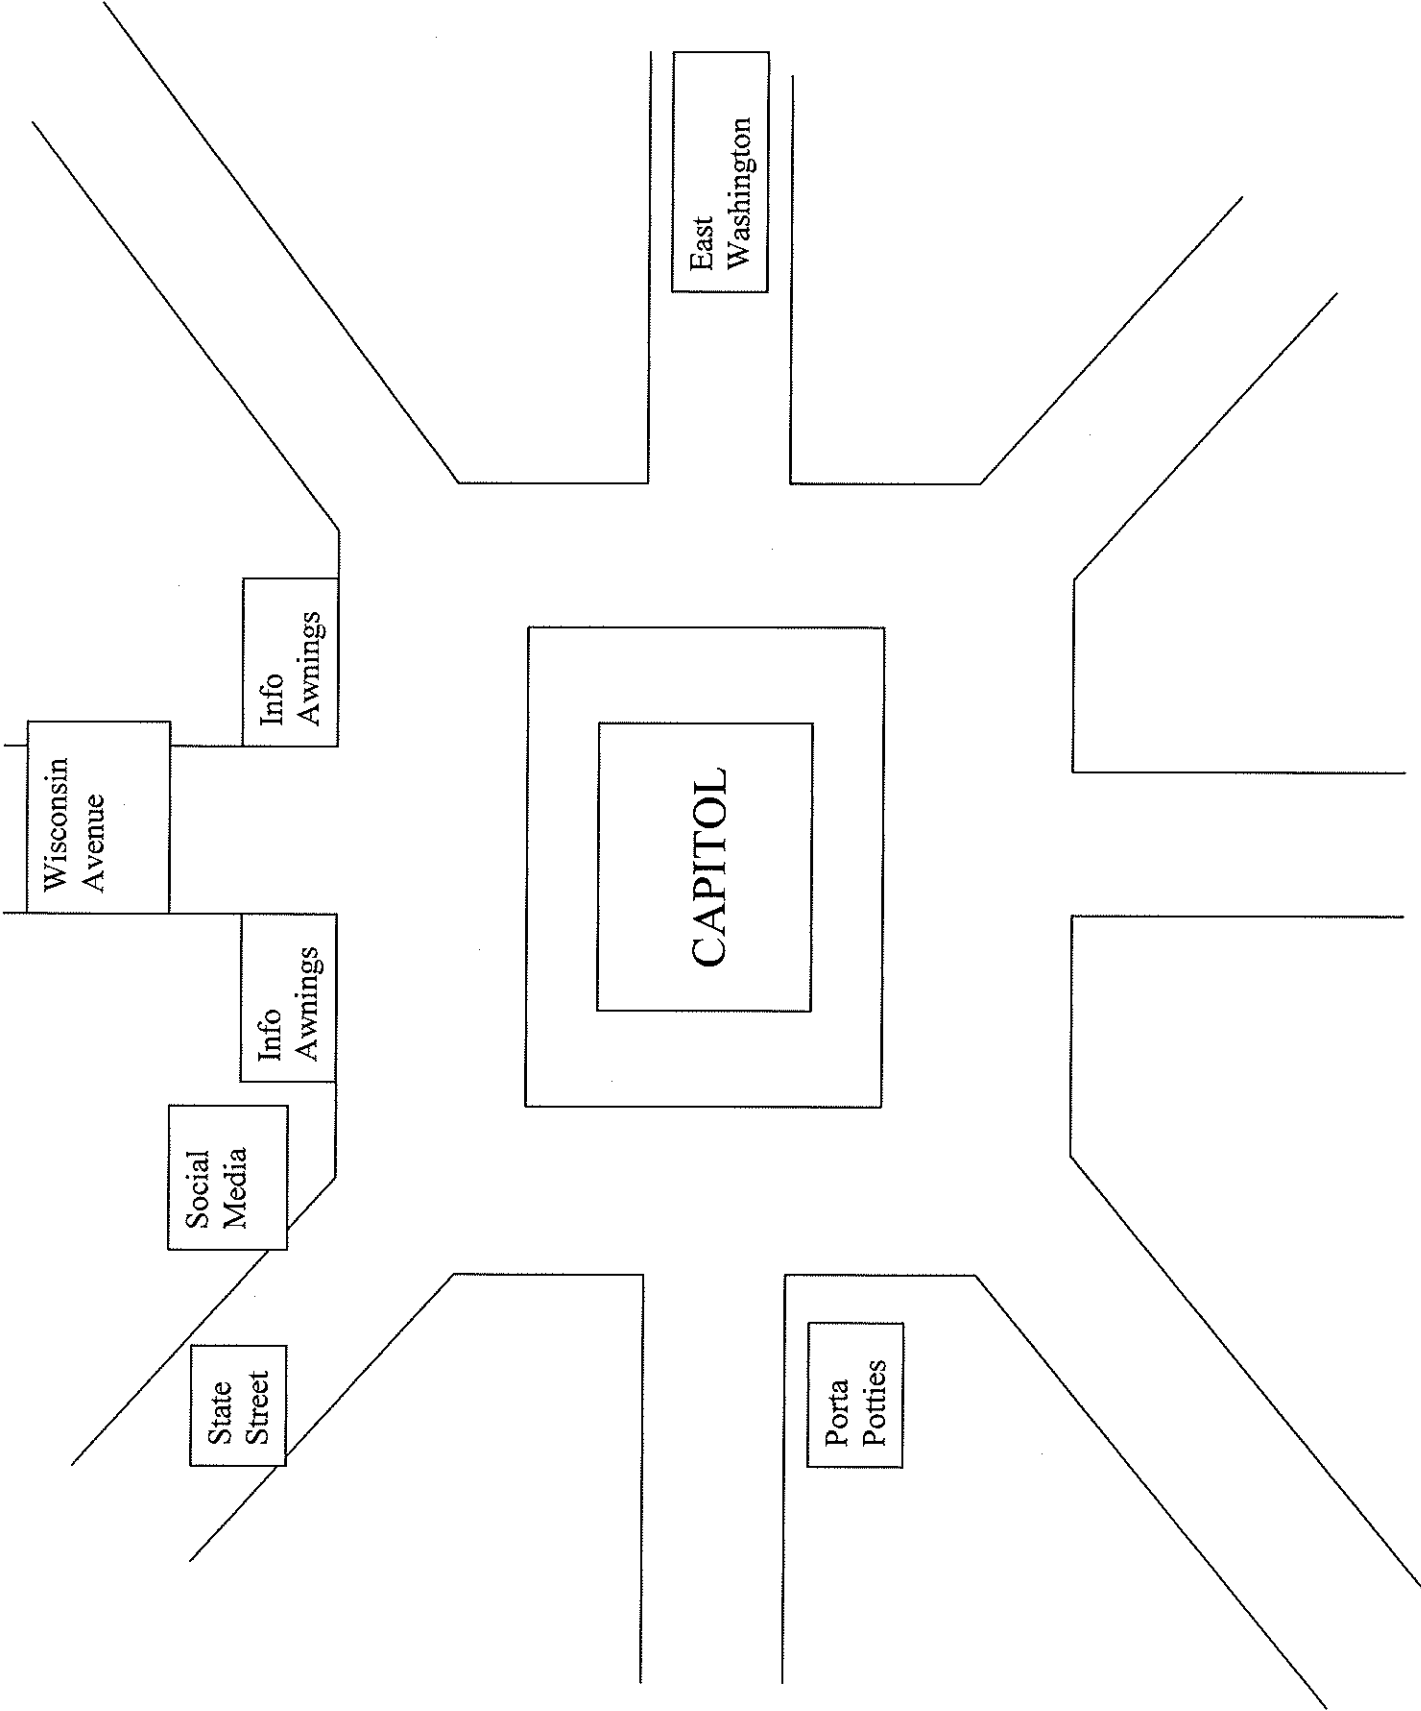 Wisconsin
Avenue
State
Street
Social
Media
Info
Awnings
Info
Awnings
CAPITOL
East
Washington
Porta
Potties